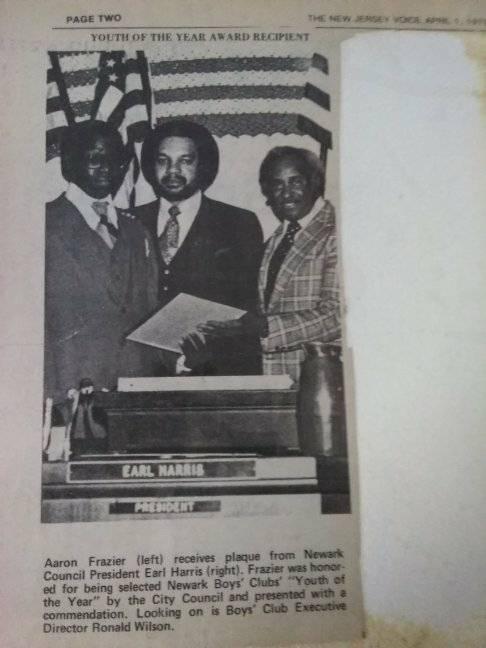 PAGE TWO
THE NEW JERSEY VOICE APRIL 1,
YOUTH OF THE YEAR AWARD RECIPIENT
EARL HARRIS
PRESIDENT
Aaron Frazier (left) receives plaque from Newark
Council President Earl Harris (right). Frazier was honor-
ed for being selected Newark Boys' Clubs' "Youth of
the Year" by the City Council and presented with a
commendation. Looking on is Boys' Club Executive
Director Ronald Wilson.